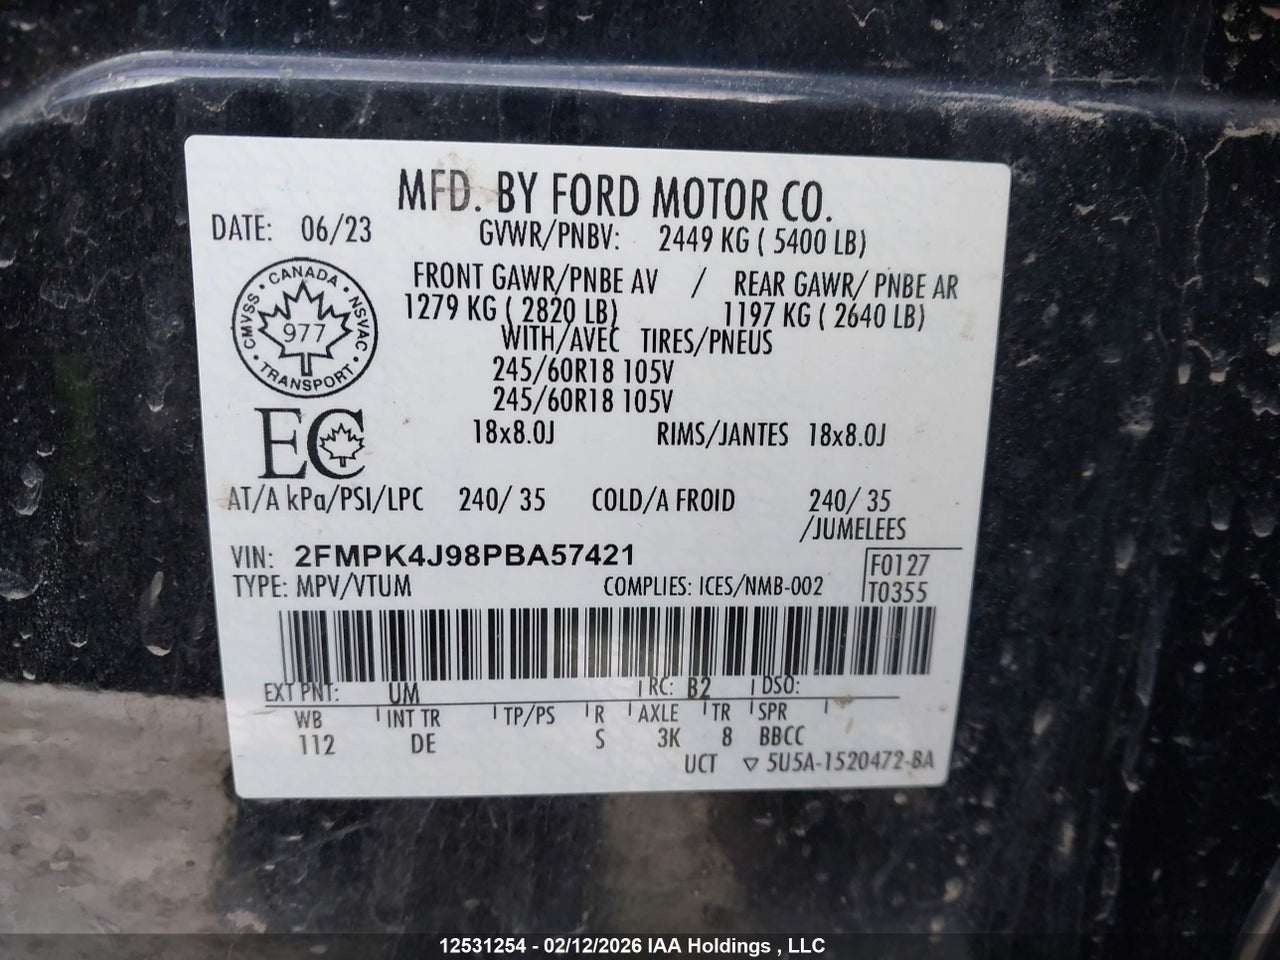 MFD. BY FORD MOTOR CO.
DATE: 06/23 GVWR/PNBV: 2449 KG ( 5400 LB)
FRONT GAWR/PNBE AV / REAR GAWR/ PNBE AR
1279 KG ( 2820 LB) 1197 KG ( 2640 LB)
WITH/AVEC TIRES/PNEUS
245/60R18 105V
245/60R18 105V
18x8.0J RIMS/JANTES 18x8.0J
CANADA
CMVSS • NSVAC
977
TRANSPORT
EC
AT/A kPa/PSI/LPC 240/ 35 COLD/A FROID 240/ 35
/JUMELEES
VIN: 2FMPK4J98PBA57421 F0127
TYPE: MPV/VTUM COMPLIES: ICES/NMB-002 T0355
EXT PNT: UM RC: B2 DSO:
WB INT TR TP/PS R AXLE TR SPR
112 DE S 3K 8 BBCC
UCT ▽ 5U5A-1520472-BA
12531254 - 02/12/2026 IAA Holdings , LLC